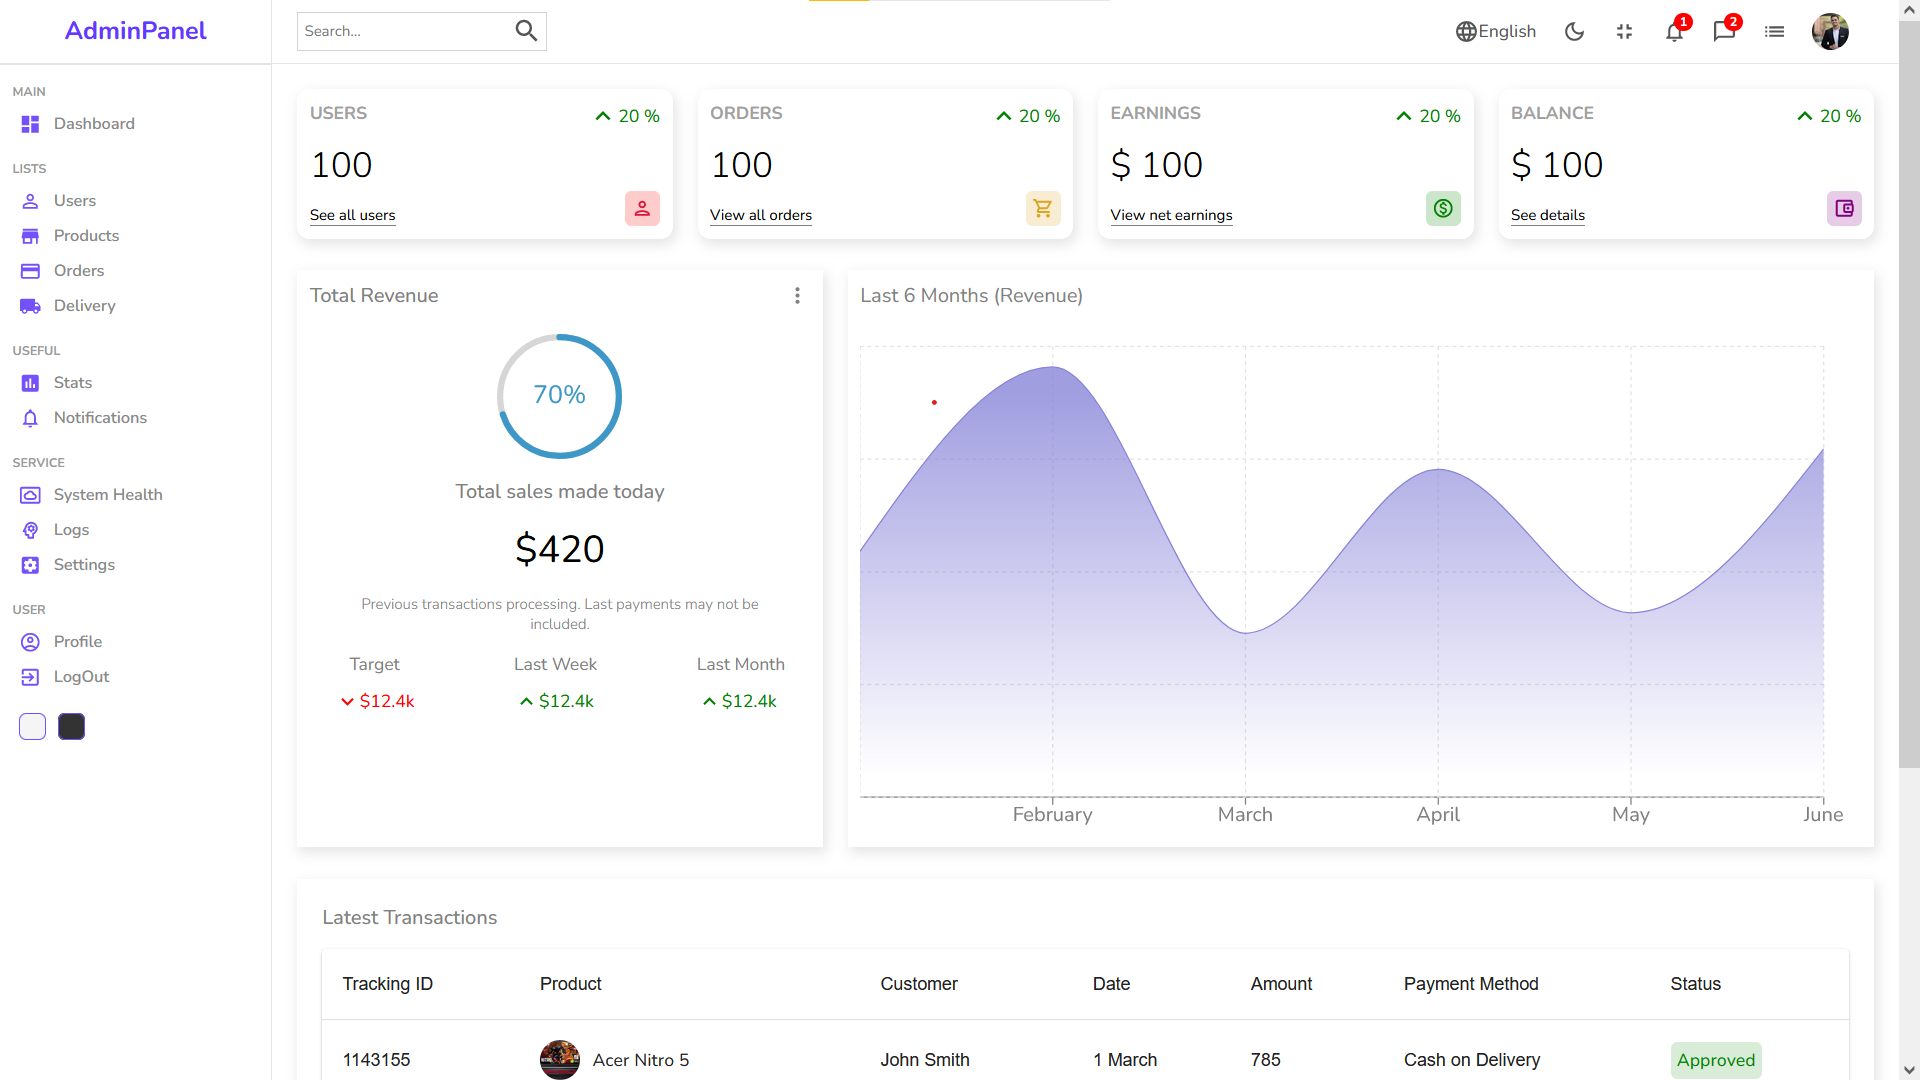 AdminPanel
Search...
English
1
2
MAIN
Dashboard
LISTS
Users
Products
Orders
Delivery
USEFUL
Stats
Notifications
SERVICE
System Health
Logs
Settings
USER
Profile
LogOut
USERS
20 %
100
See all users
ORDERS
20 %
100
View all orders
EARNINGS
20 %
$ 100
View net earnings
BALANCE
20 %
$ 100
See details
Total Revenue
70%
Total sales made today
$420
Previous transactions processing. Last payments may not be
included.
Target
Last Week
Last Month
$12.4k
$12.4k
$12.4k
Last 6 Months (Revenue)
February
March
April
May
June
Latest Transactions
Tracking ID
Product
Customer
Date
Amount
Payment Method
Status
1143155
Acer Nitro 5
John Smith
1 March
785
Cash on Delivery
Approved